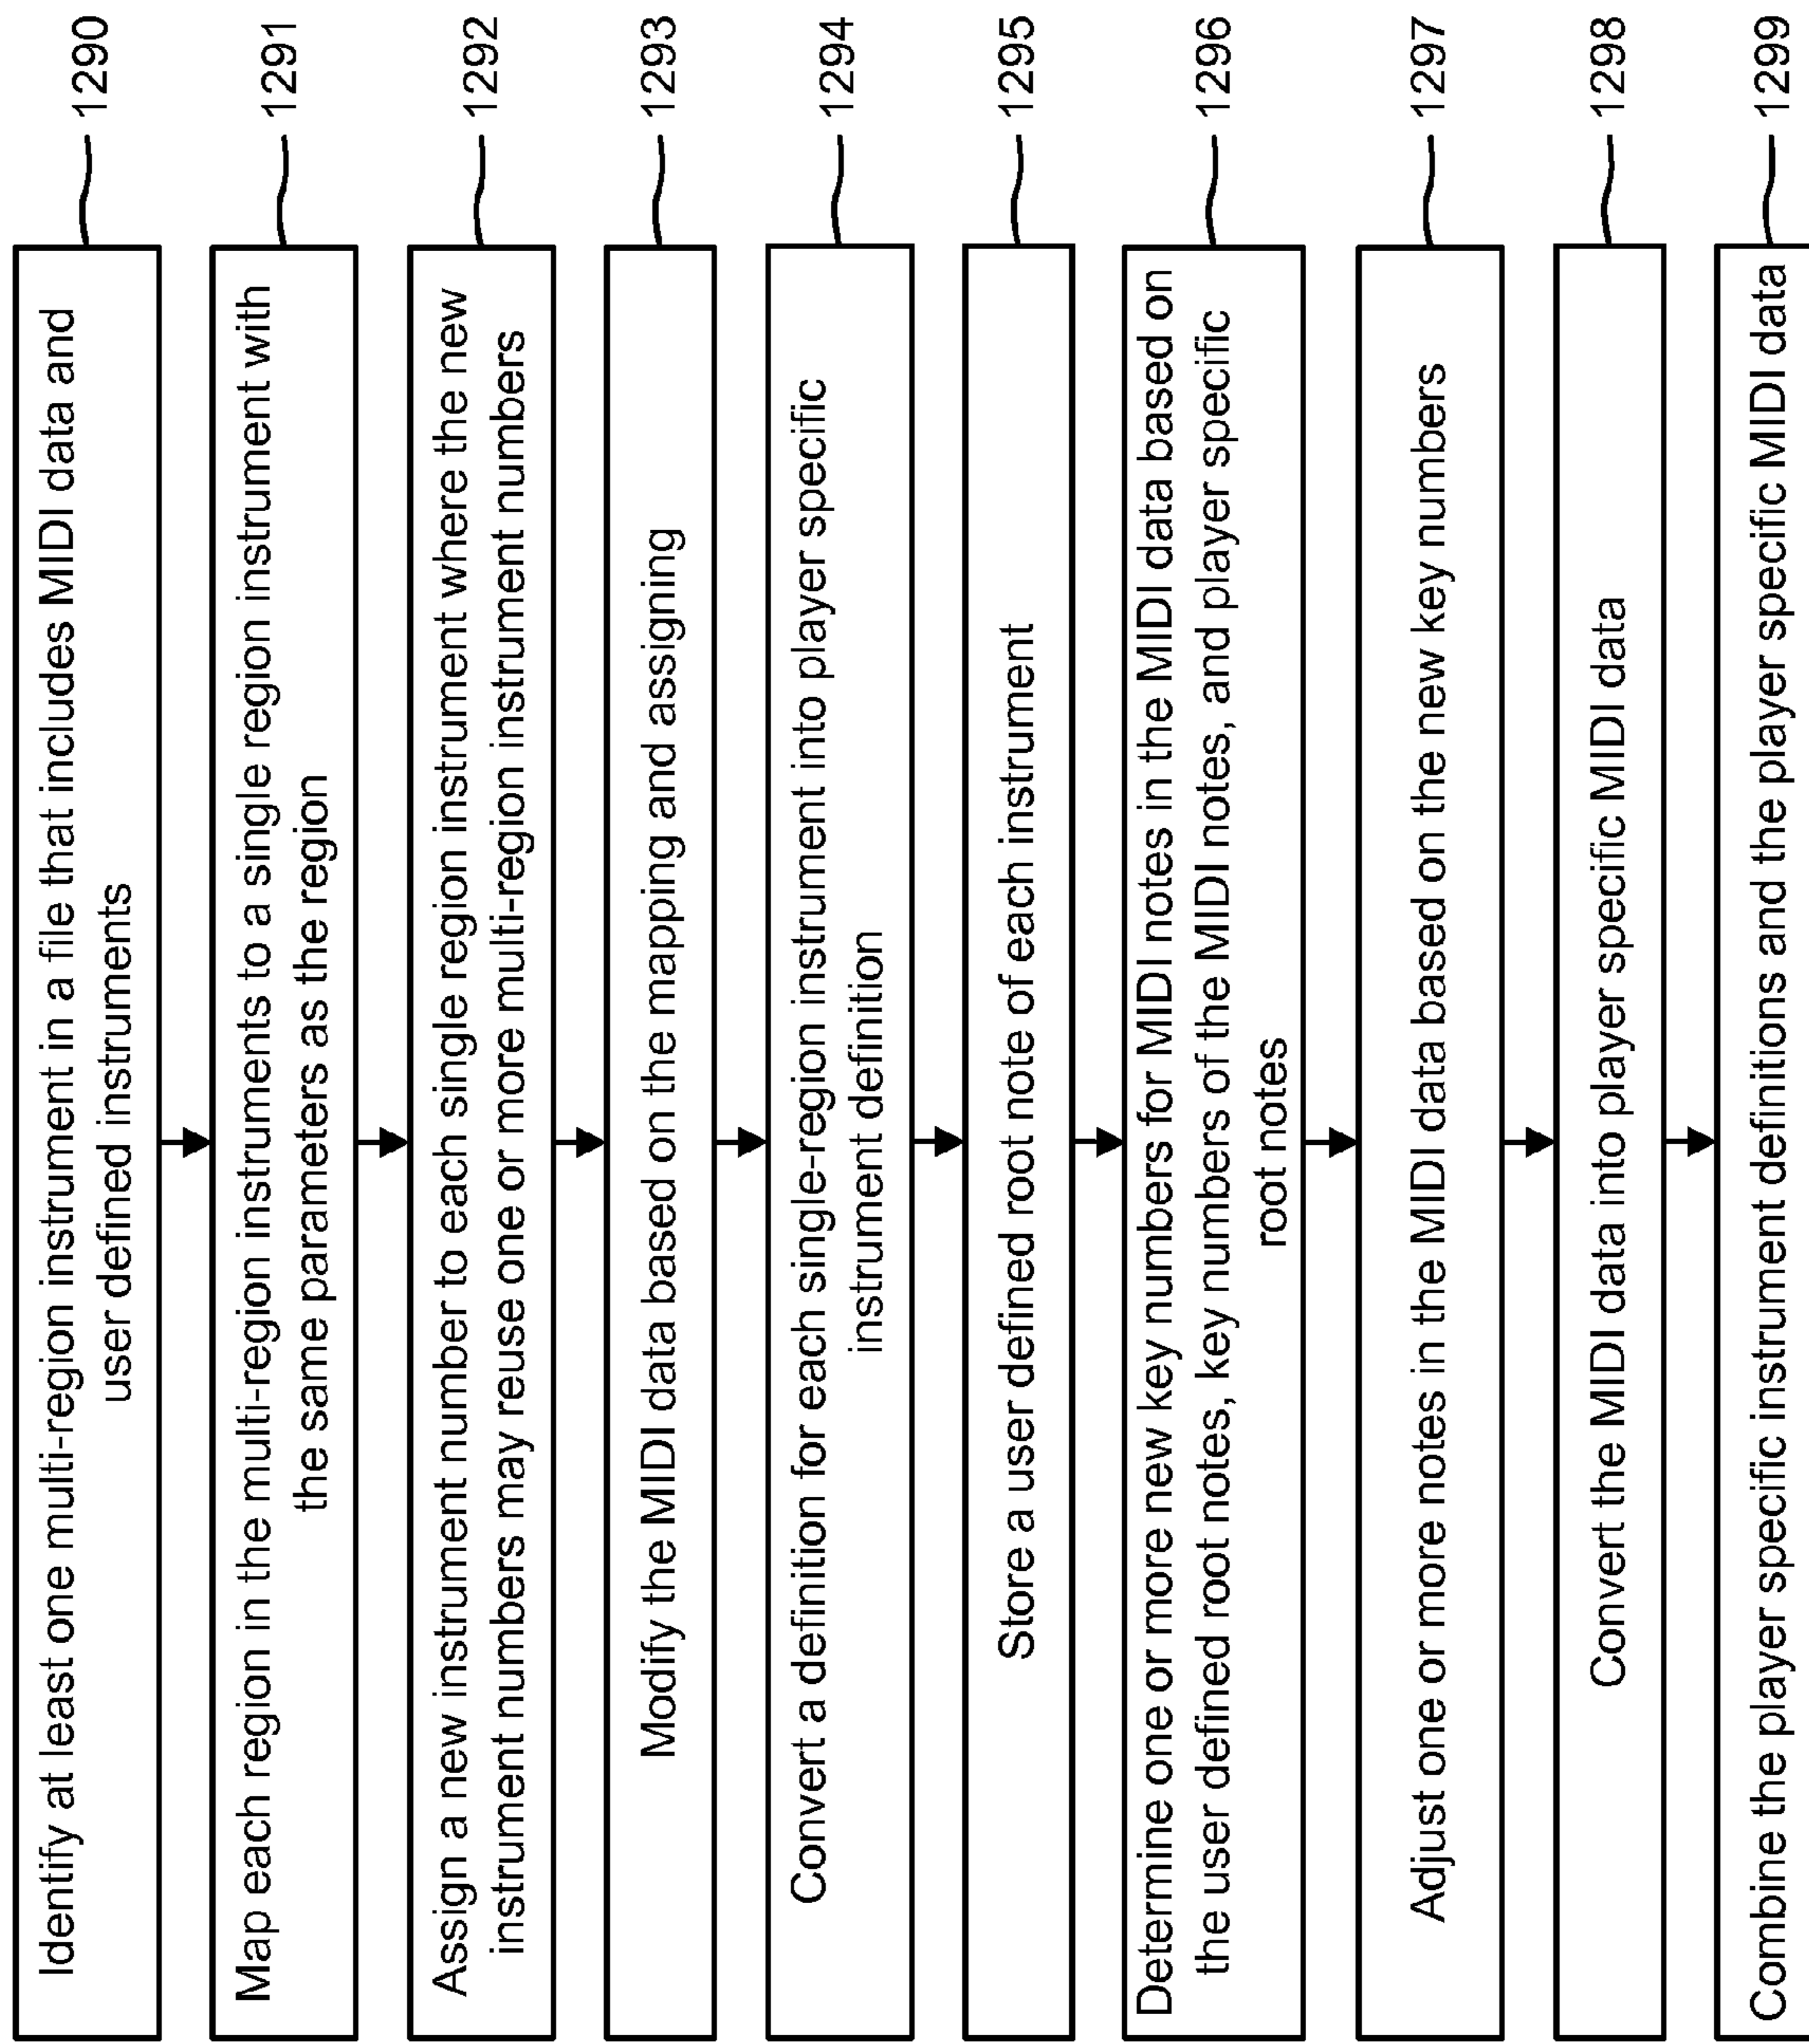 Identify at least one multi-region instrument in a file that includes MIDI data and
user defined instruments
1290
Map each region in the multi-region instruments to a single region instrument with
the same parameters as the region
1291
Assign a new instrument number to each single region instrument where the new
instrument numbers may reuse one or more multi-region instrument numbers
1292
Modify the MIDI data based on the mapping and assigning
1293
Convert a definition for each single-region instrument into player specific
instrument definition
1294
Store a user defined root note of each instrument
1295
Determine one or more new key numbers for MIDI notes in the MIDI data based on
the user defined root notes, key numbers of the MIDI notes, and player specific
root notes
1296
Adjust one or more notes in the MIDI data based on the new key numbers
1297
Convert the MIDI data into player specific MIDI data
1298
Combine the player specific instrument definitions and the player specific MIDI data
1299